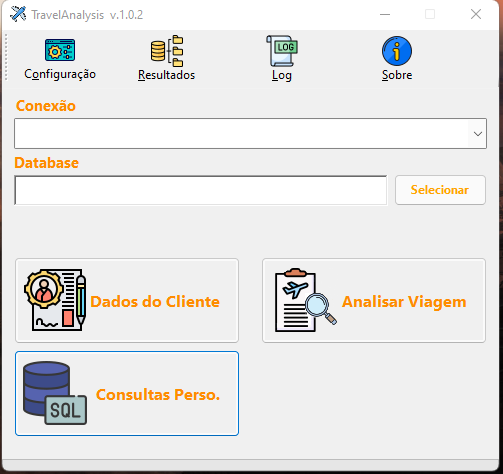 TravelAnalysis v.1.0.2
Configuração Resultados Log Sobre
LOG
Conexão
Database
Selecionar
Dados do Cliente
Analisar Viagem
Consultas Perso.
SQL